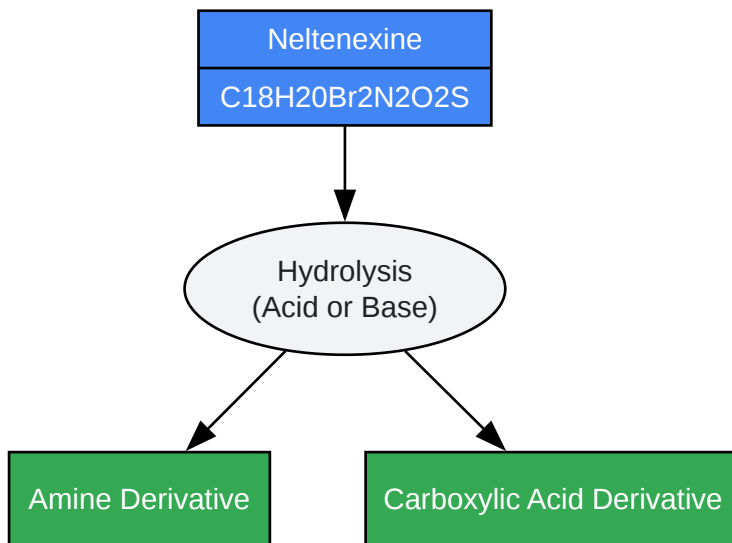 Neltenexine
C18H20Br2N2O2S
Hydrolysis
(Acid or Base)
Amine Derivative
Carboxylic Acid Derivative